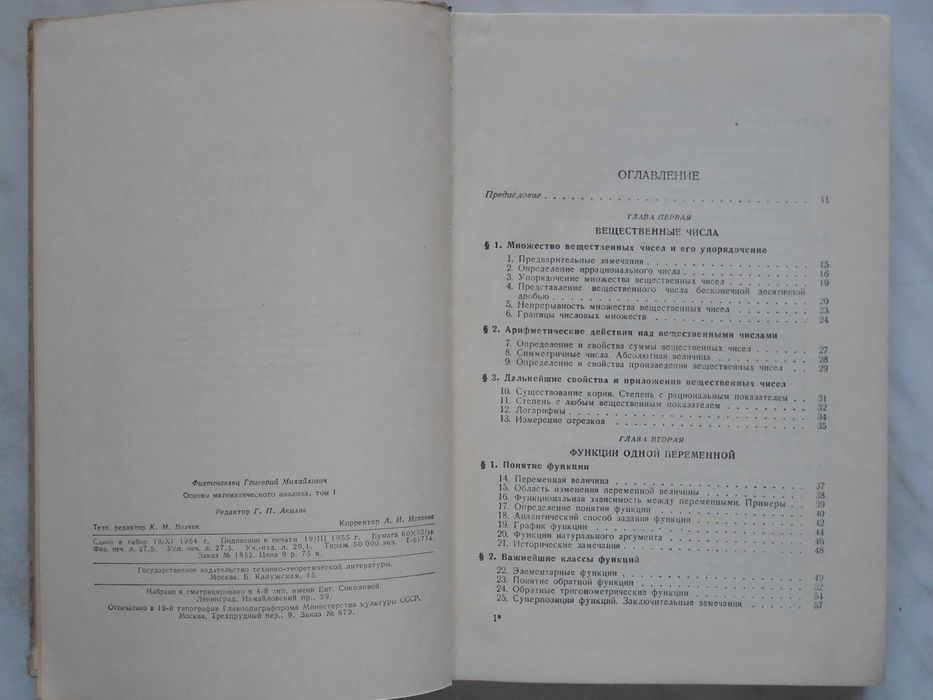 Фихтенгольц Григорий Михайлович
Основы математического анализа, том I
Редактор Г. П. Акилов
Техн. редактор К. М. Волчок
Корректор А. И. Исакова
Сдано в набор 10/XI 1954 г. Подписано к печати 19/III 1955 г. Бумага 60×92/16
Физ. печ. л. 27,5. Усл. печ. л. 27,5. Уч.-изд. л. 29,1. Тираж 50 000 экз. Т-01774.
Заказ № 1852. Цена 9 р. 75 к.
Государственное издательство технико-теоретической литературы.
Москва, Б. Калужская, 15.
Набрано и сматрицировано в 4-й тип. имени Евг. Соколовой.
Ленинград, Измайловский пр., 29.
Отпечатано в 16-й типографии Главполиграфпрома Министерства культуры СССР.
Москва, Трехпрудный пер., 9. Заказ № 879.
ОГЛАВЛЕНИЕ
Предисловие . . . 11
ГЛАВА ПЕРВАЯ
ВЕЩЕСТВЕННЫЕ ЧИСЛА
§ 1. Множество вещественных чисел и его упорядочение
1. Предварительные замечания . . . 15
2. Определение иррационального числа . . . 16
3. Упорядочение множества вещественных чисел . . . 19
4. Представление вещественного числа бесконечной десятичной
дробью . . . 20
5. Непрерывность множества вещественных чисел . . . 23
6. Границы числовых множеств . . . 24
§ 2. Арифметические действия над вещественными числами
7. Определение и свойства суммы вещественных чисел . . . 27
8. Симметричные числа. Абсолютная величина . . . 28
9. Определение и свойства произведения вещественных чисел . . 29
§ 3. Дальнейшие свойства и приложения вещественных чисел
10. Существование корня. Степень с рациональным показателем . . 31
11. Степень с любым вещественным показателем . . . 32
12. Логарифмы . . . 34
13. Измерение отрезков . . . 35
ГЛАВА ВТОРАЯ
ФУНКЦИИ ОДНОЙ ПЕРЕМЕННОЙ
§ 1. Понятие функции
14. Переменная величина . . . 37
15. Область изменения переменной величины . . . 38
16. Функциональная зависимость между переменными. Примеры . . 39
17. Определение понятия функции . . . 40
18. Аналитический способ задания функции . . . 42
19. График функции . . . 44
20. Функции натурального аргумента . . . 46
21. Исторические замечания . . . 48
§ 2. Важнейшие классы функций
22. Элементарные функции . . . 49
23. Понятие обратной функции . . . 52
24. Обратные тригонометрические функции . . . 54
25. Суперпозиция функций. Заключительные замечания . . . 57
1*